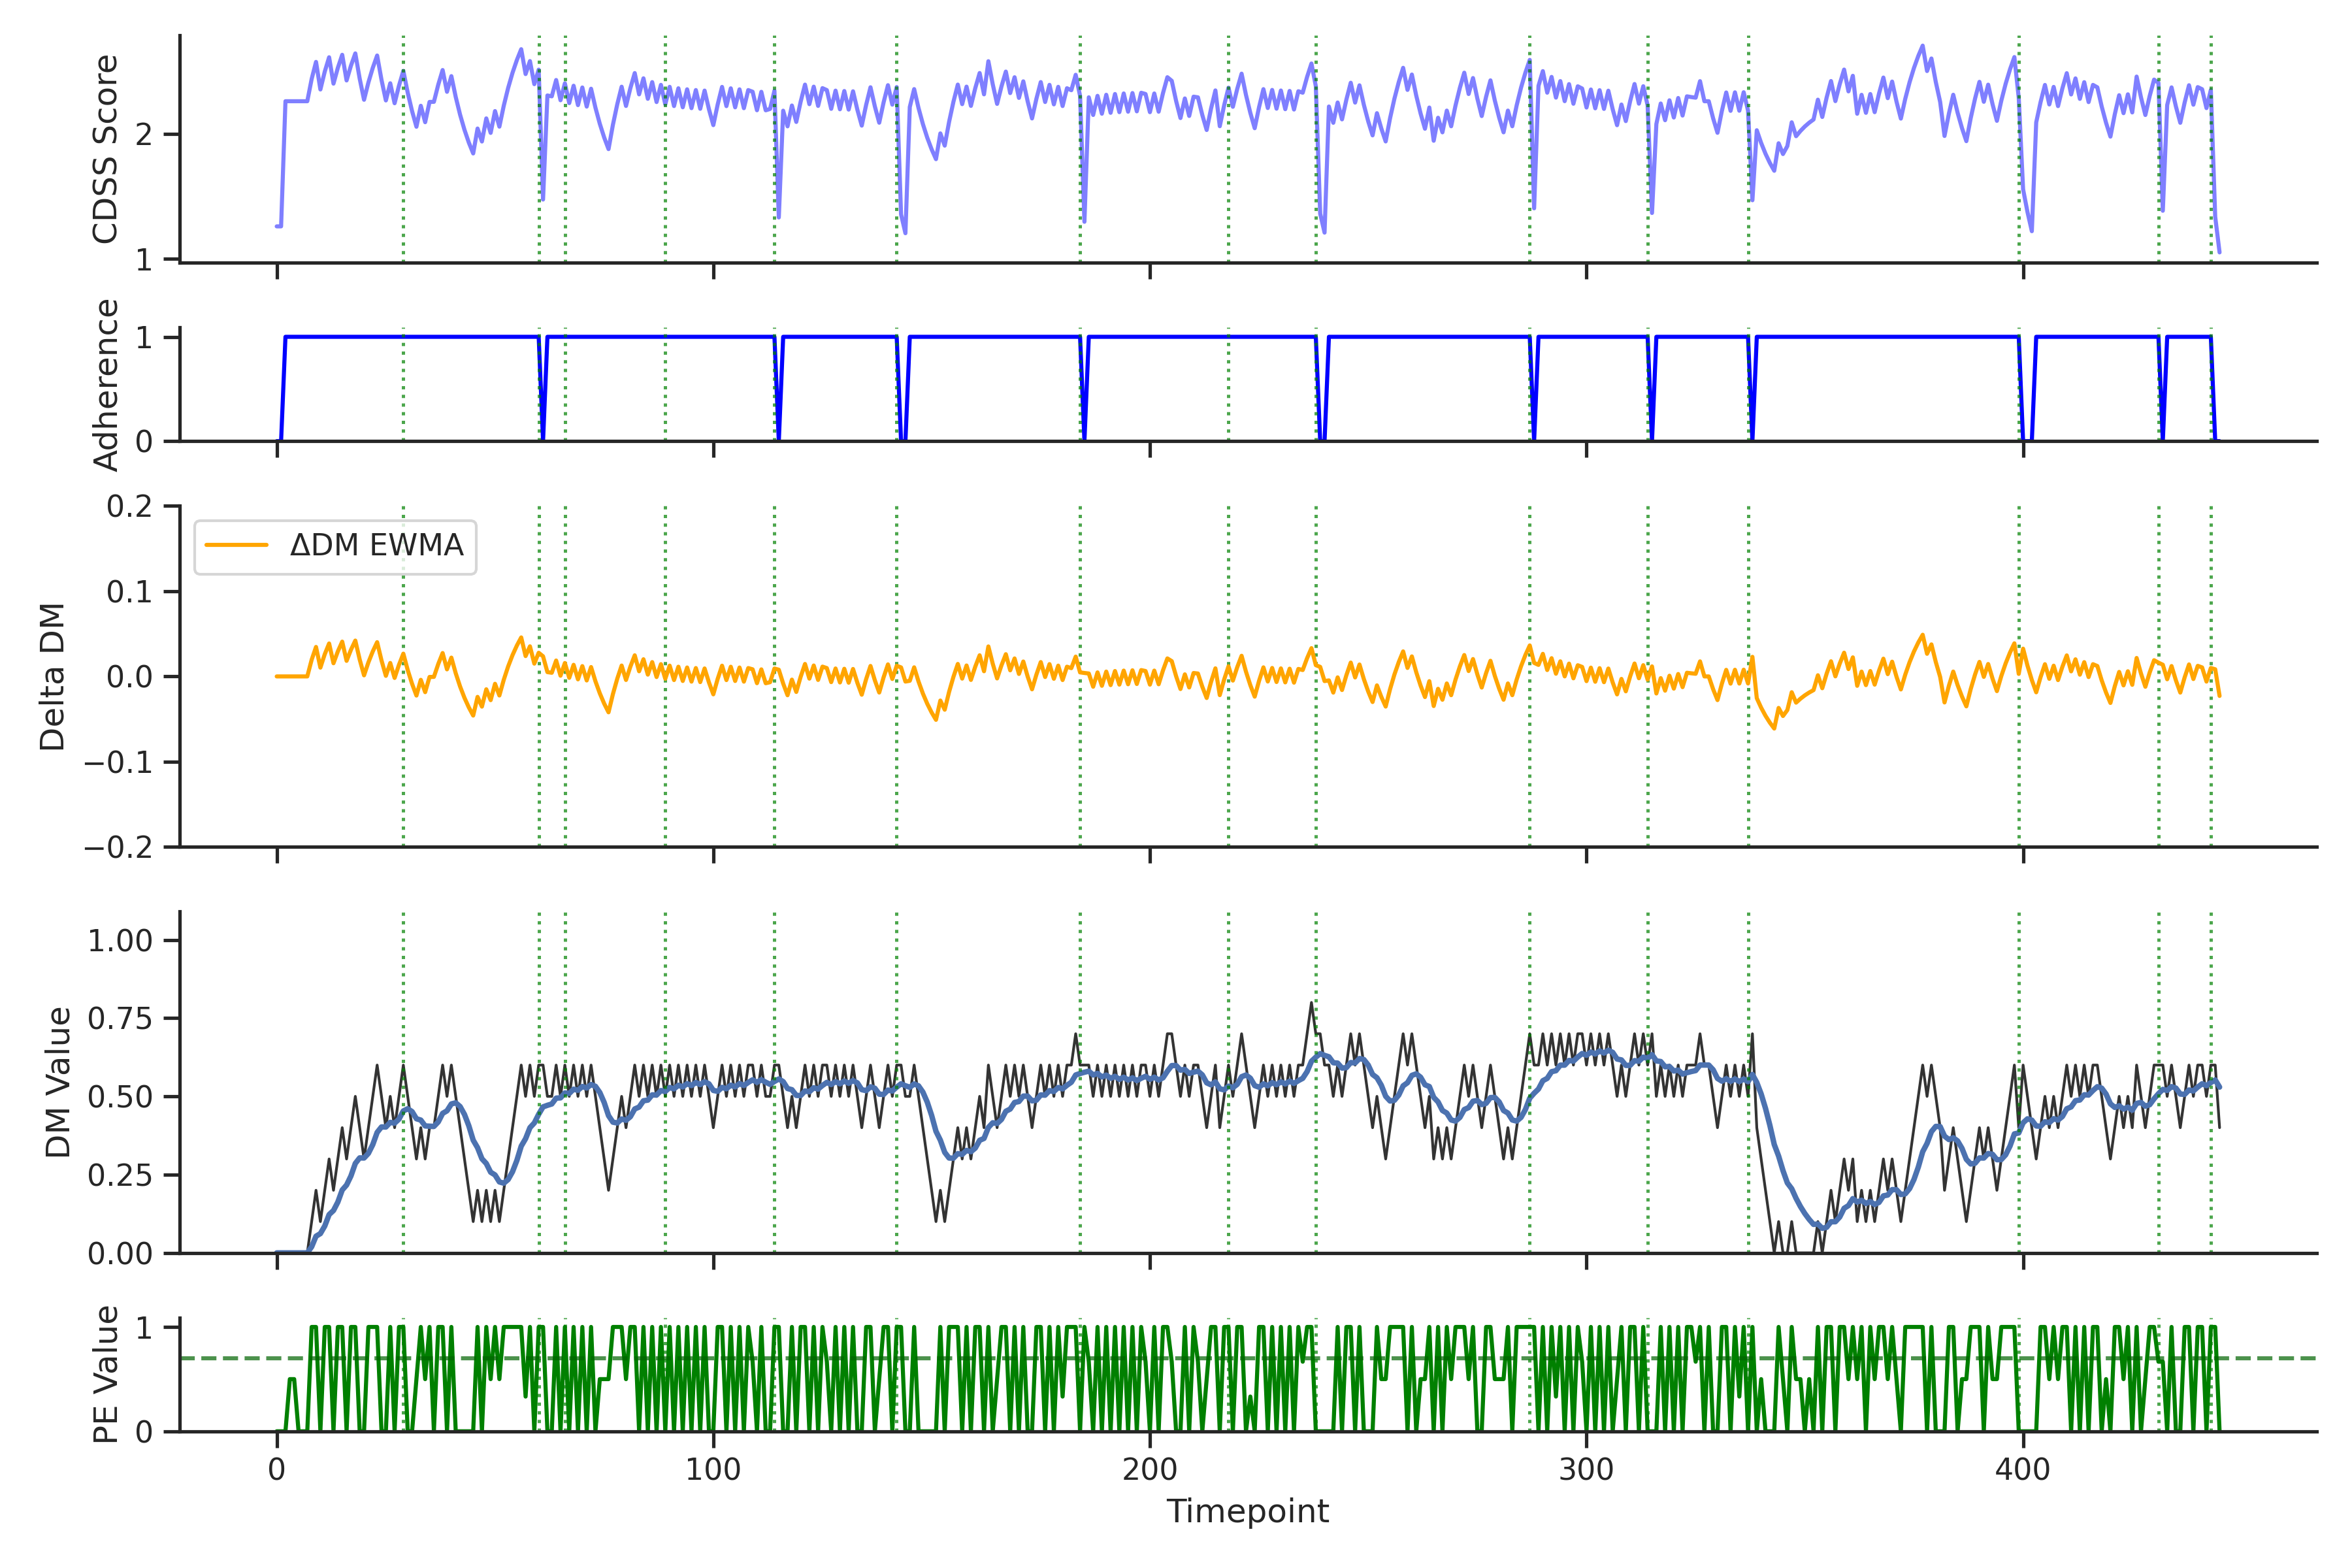 CDSS Score
2
1
Adherence
1
0
Delta DM
0.2
0.1
0.0
−0.1
−0.2
ΔDM EWMA
DM Value
1.00
0.75
0.50
0.25
0.00
PE Value
1
0
0 100 200 300 400
Timepoint